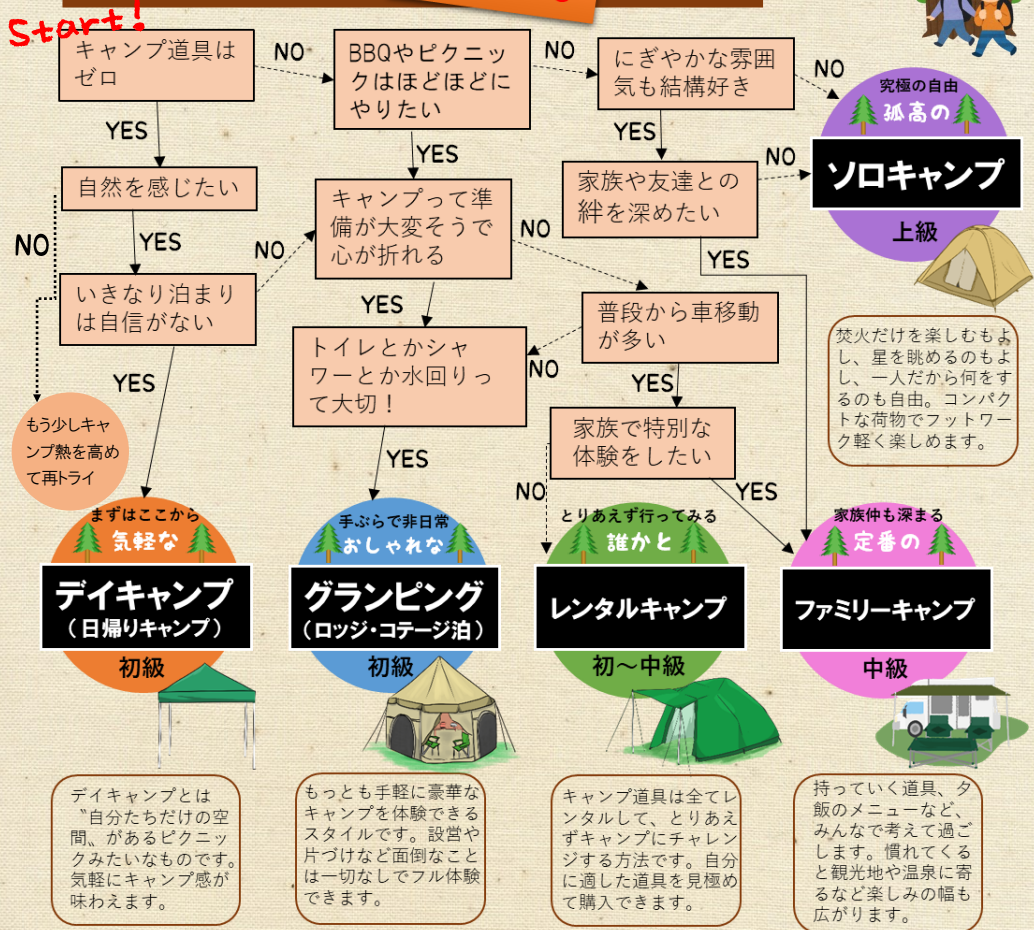 Start!
キャンプ道具は
ゼロ
NO
BBQやピクニッ
クはほどほどに
やりたい
NO
にぎやかな雰囲
気も結構好き
NO
究極の自由
孤高の
ソロキャンプ
上級
YES
YES
YES
自然を感じたい
キャンプって準
備が大変そうで
心が折れる
家族や友達との
絆を深めたい
NO
NO
YES
NO
NO
YES
いきなり泊まり
は自信がない
YES
普段から車移動
が多い
トイレとかシャ
ワーとか水回りっ
て大切！
NO
YES
YES
焚火だけを楽しむもよ
し、星を眺めるのもよ
し、一人だから何をす
るのも自由。コンパク
トな荷物でフットワー
ク軽く楽しめます。
もう少しキャ
ンプ熱を高め
て再トライ
家族で特別な
体験をしたい
YES
NO
YES
まずはここから
気軽な
デイキャンプ
（日帰りキャンプ）
初級
手ぶらで非日常
おしゃれな
グランピング
（ロッジ・コテージ泊）
初級
とりあえず行ってみる
誰かと
レンタルキャンプ
初～中級
家族仲も深まる
定番の
ファミリーキャンプ
中級
デイキャンプとは
〝自分たちだけの空
間〟があるピクニッ
クみたいなものです。
気軽にキャンプ感が
味わえます。
もっとも手軽に豪華な
キャンプを体験できる
スタイルです。設営や
片づけなど面倒なこと
は一切なしでフル体験
できます。
キャンプ道具は全てレ
ンタルして、とりあえ
ずキャンプにチャレン
ジする方法です。自分
に適した道具を見極め
て購入できます。
持っていく道具、夕
飯のメニューなど、
みんなで考えて過ご
します。慣れてくる
と観光地や温泉に寄
るなど楽しみの幅も
広がります。